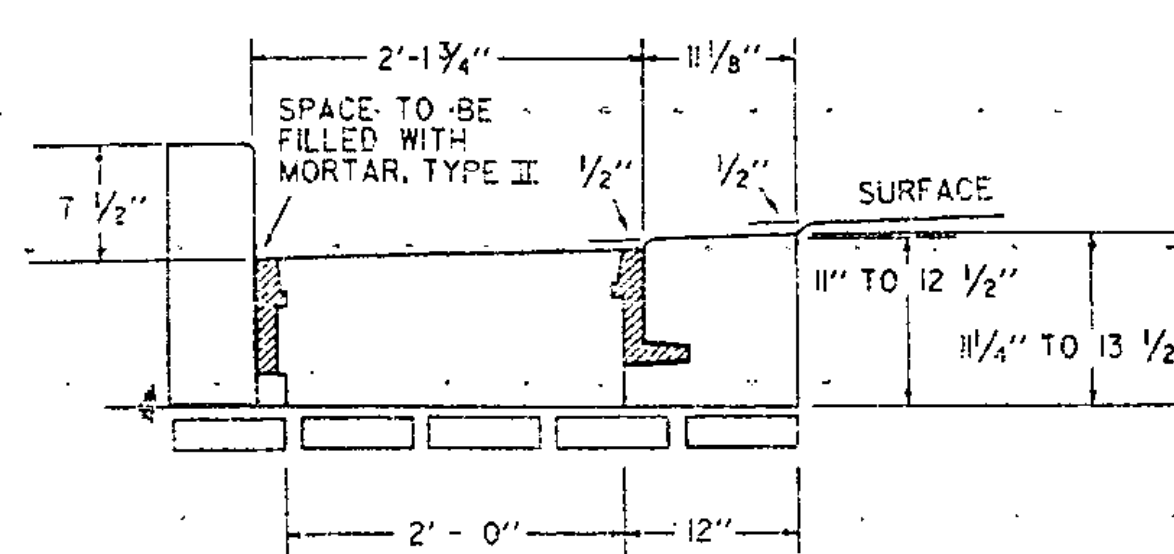 2'-1 3/4" 11 1/8"
SPACE TO BE
FILLED WITH
MORTAR, TYPE III
1/2" 1/2"
SURFACE
7 1/2"
11" TO 12 1/2"
11 1/4" TO 13 1/2
2' - 0" 12"